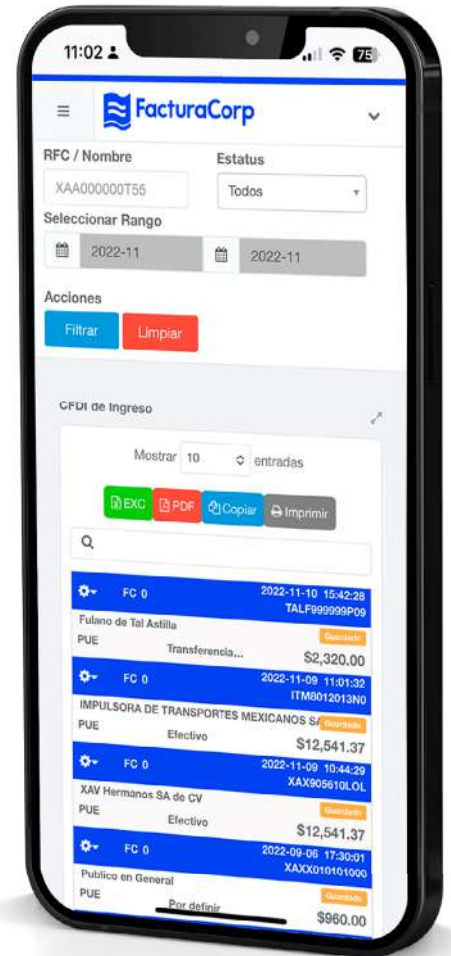 11:02
75
FacturaCorp
RFC / Nombre
Estatus
XAA000000T55
Todos
Seleccionar Rango
2022-11
2022-11
Acciones
Filtrar
Limpiar
CFDI de Ingreso
Mostrar 10 entradas
EXC PDF Copiar Imprimir
FC 0 2022-11-10 15:42:28
TALF999999P09
Fulano de Tal Astilla
Guardado
PUE Transferencia... $2,320.00
FC 0 2022-11-09 11:01:32
ITM8012013N0
IMPULSORA DE TRANSPORTES MEXICANOS SA
Guardado
PUE Efectivo $12,541.37
FC 0 2022-11-09 10:44:29
XAX905610LOL
XAV Hermanos SA de CV
Guardado
PUE Efectivo $12,541.37
FC 0 2022-09-06 17:30:01
XAXX010101000
Publico en General
Guardado
PUE Por definir $960.00